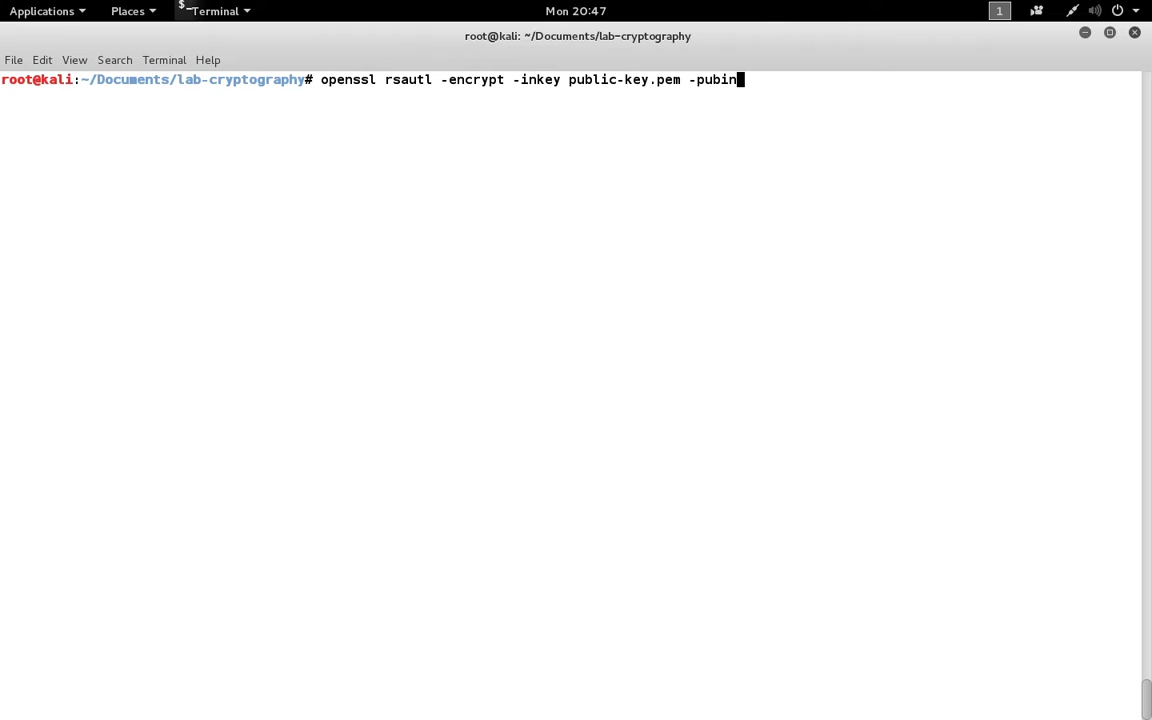 Applications Places Terminal Mon 20:47 1
root@kali: ~/Documents/lab-cryptography
File Edit View Search Terminal Help
root@kali:~/Documents/lab-cryptography# openssl rsautl -encrypt -inkey public-key.pem -pubin